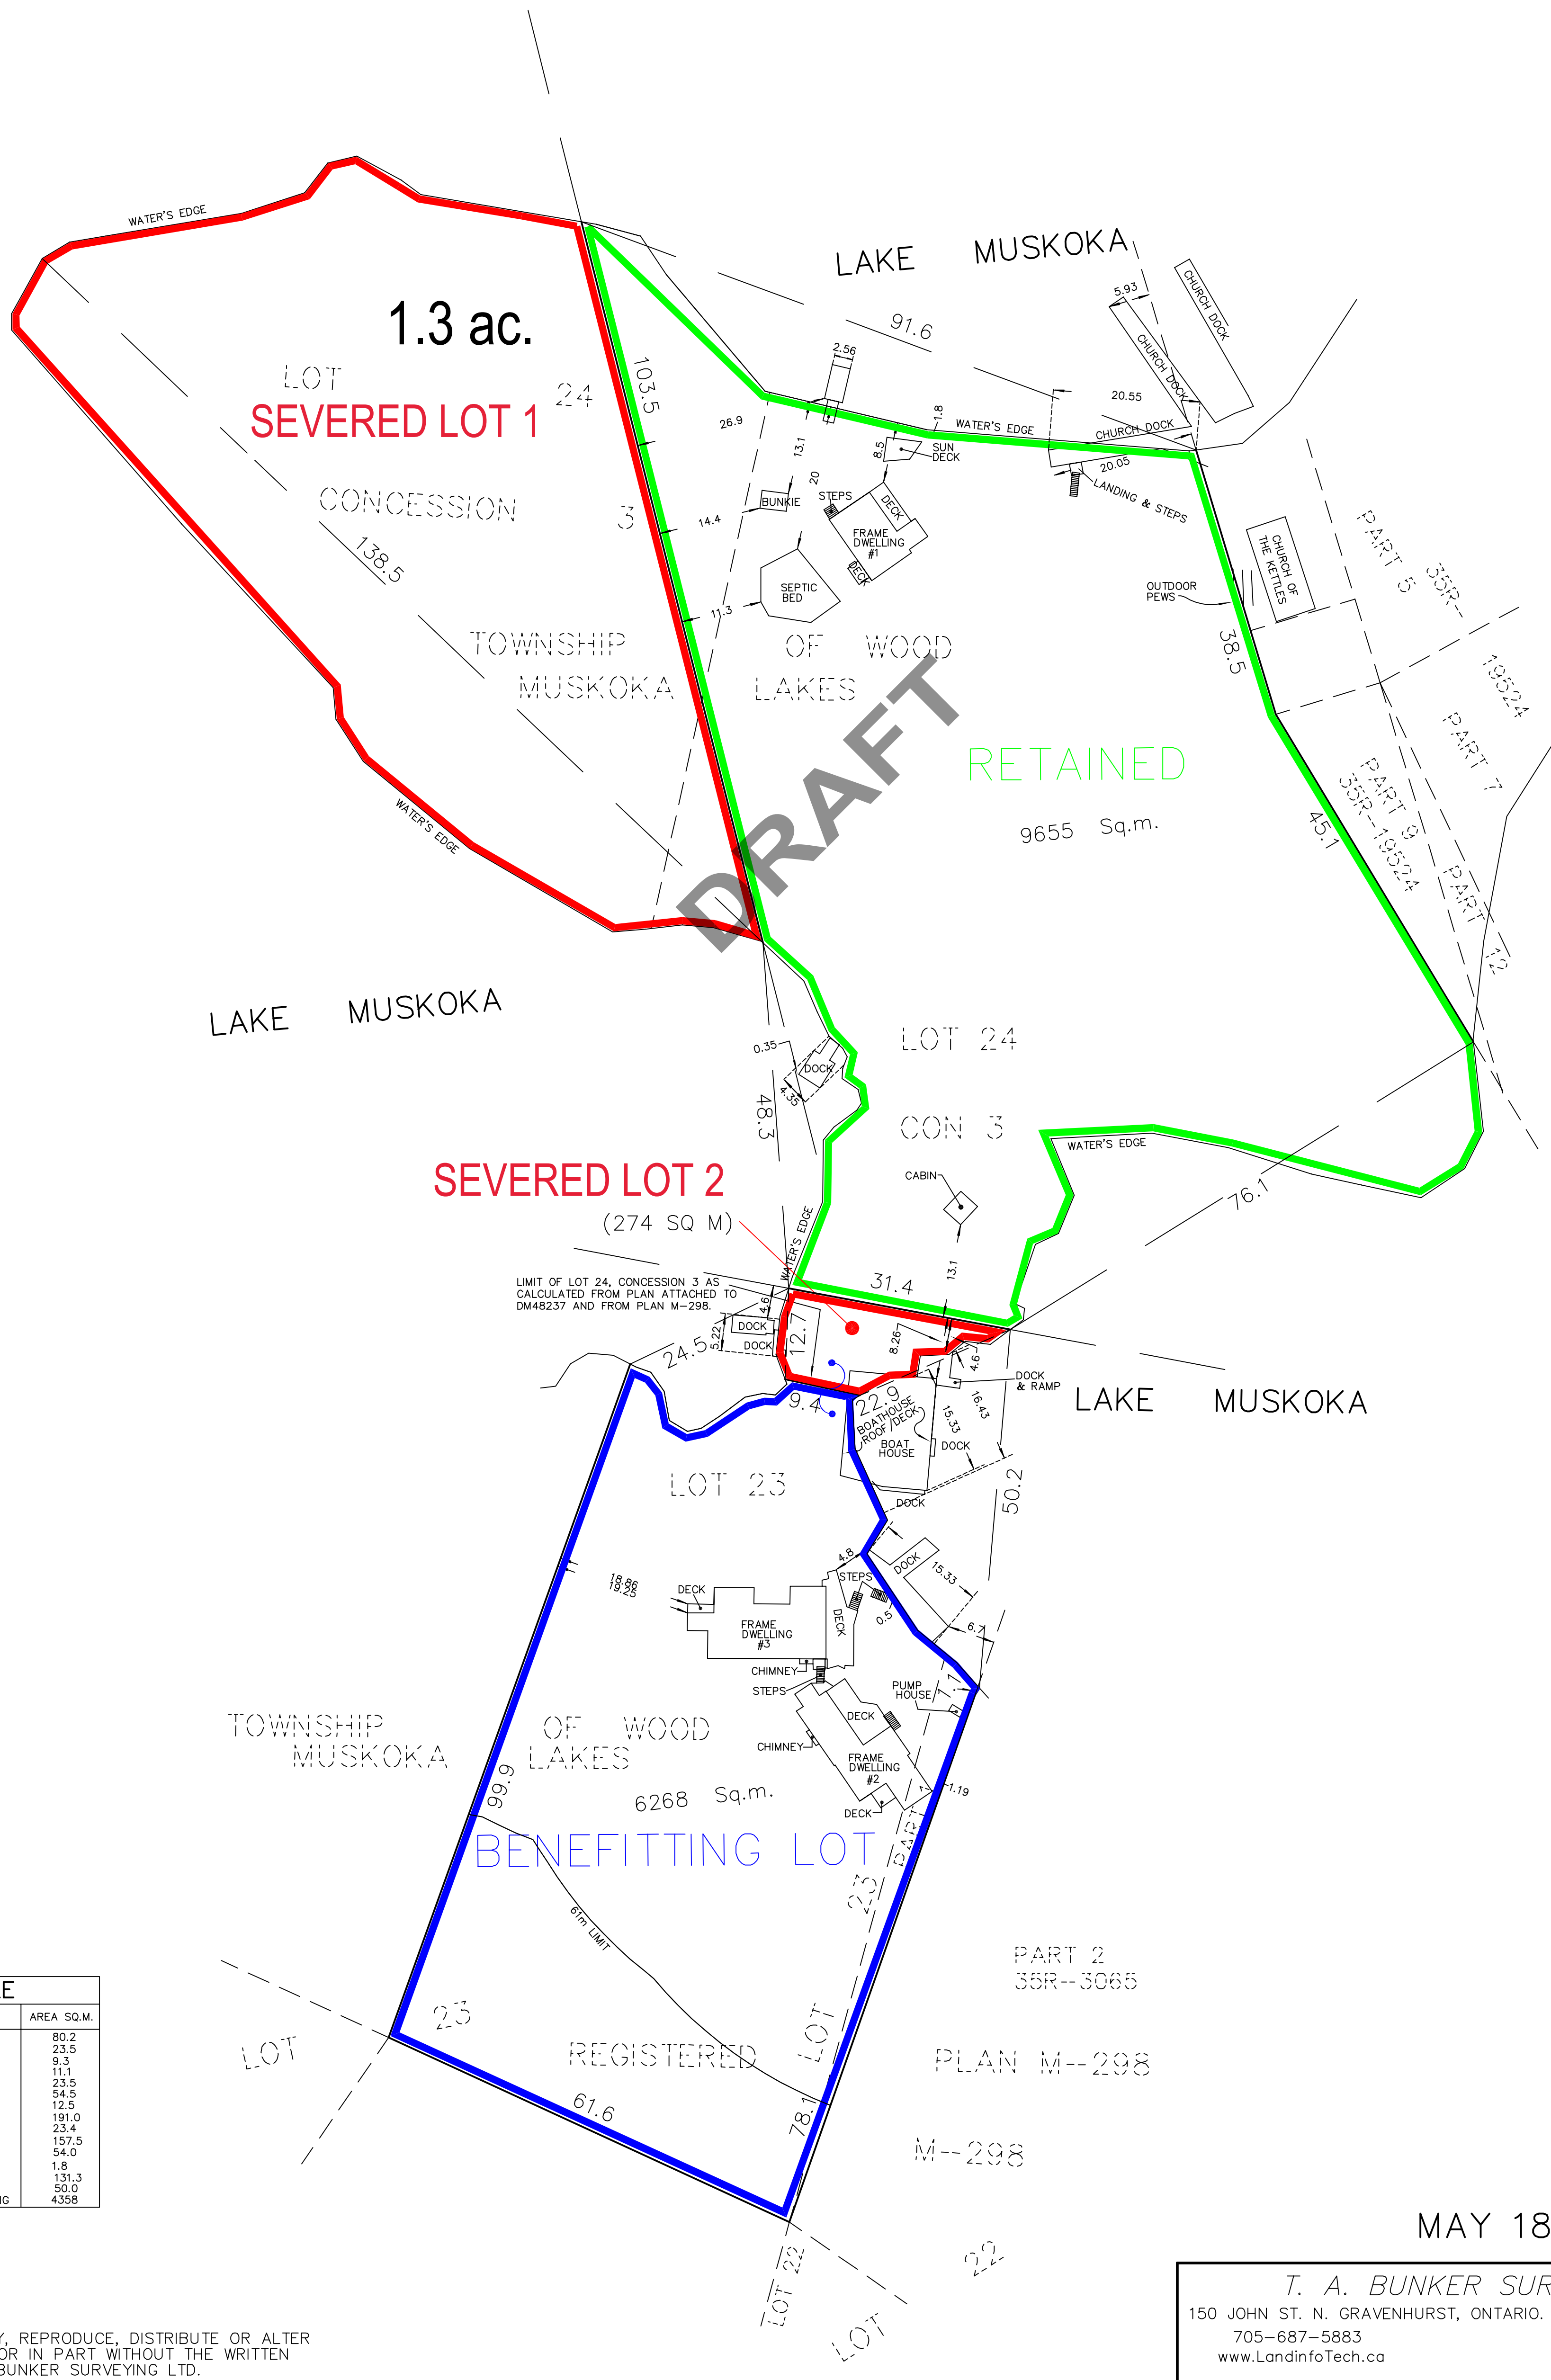 WATER'S EDGE
LAKE MUSKOKA
CHURCH DOCK
5.93
CHURCH DOCK
91.6
1.3 ac.
2.56
LOT 24
103.5
SEVERED LOT 1
26.9
13.1
1.8
20.55
WATER'S EDGE
CHURCH DOCK
8.5
SUN
DECK
20.05
LANDING & STEPS
20
CONCESSION 3
14.4
BUNKIE
STEPS
DECK
FRAME
DWELLING
#1
DECK
CHURCH OF
THE KETTLES
PART 5
35R--
19524
138.5
SEPTIC
BED
OUTDOOR
PEWS
11.3
38.5
TOWNSHIP OF WOOD
MUSKOKA LAKES
DRAFT
RETAINED
PART 7
9655 Sq.m.
45.1
PART 9
35R--19524
PART 12
WATER'S EDGE
LAKE MUSKOKA
LOT 24
0.35
DOCK
4.35
48.3
CON 3
WATER'S EDGE
SEVERED LOT 2
(274 SQ M)
CABIN
76.1
WATER'S EDGE
13.1
LIMIT OF LOT 24, CONCESSION 3 AS
CALCULATED FROM PLAN ATTACHED TO
DM48237 AND FROM PLAN M-298.
31.4
4.6
5.22
DOCK
DOCK
12.7
8.26
24.5
4.6
DOCK
& RAMP
LAKE MUSKOKA
9.4
22.9
BOATHOUSE
ROOF/DECK
BOAT
HOUSE
15.33
16.43
DOCK
LOT 23
DOCK
50.2
4.8
DOCK
15.33
STEPS
18.86
19.25
DECK
DECK
0.5
FRAME
DWELLING
#3
6.7
CHIMNEY
STEPS
7.1
PUMP
HOUSE
DECK
TOWNSHIP OF WOOD
MUSKOKA LAKES
CHIMNEY
FRAME
DWELLING
#2
1.19
DECK
99.9
6268 Sq.m.
BENEFITTING LOT
PART
23
61m LIMIT
PART 2
35R--3065
LOT 23
REGISTERED
LOT
PLAN M--298
61.6
78.1
M--298
LOT 22
LOT 22
E
AREA SQ.M.
80.2
23.5
9.3
11.1
23.5
54.5
12.5
191.0
23.4
157.5
54.0
1.8
131.3
50.0
NG 4358
MAY 18
T. A. BUNKER SUR
150 JOHN ST. N. GRAVENHURST, ONTARIO.
705-687-5883
www.LandinfoTech.ca
Y, REPRODUCE, DISTRIBUTE OR ALTER
OR IN PART WITHOUT THE WRITTEN
BUNKER SURVEYING LTD.